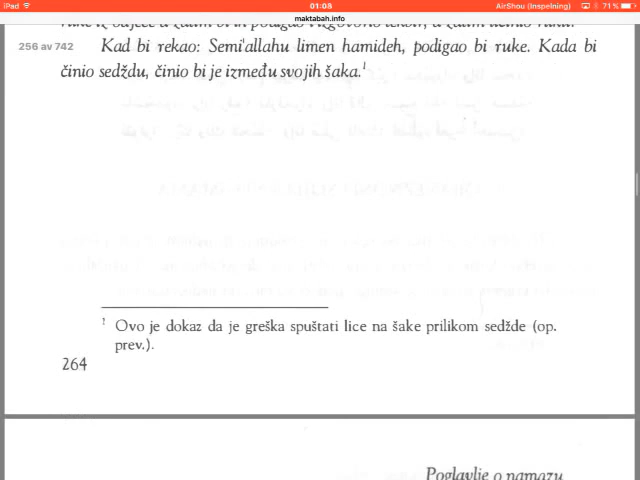 iPad
01:08
AirShou (Inspelning)
71 %
maktabah.info
256 av 742
Kad bi rekao: Semi'allahu limen hamideh, podigao bi ruke. Kada bi
činio sedždu, činio bi je između svojih šaka.¹
¹ Ovo je dokaz da je greška spuštati lice na šake prilikom sedžde (op.
prev.).
264
Poglavlje o namazu